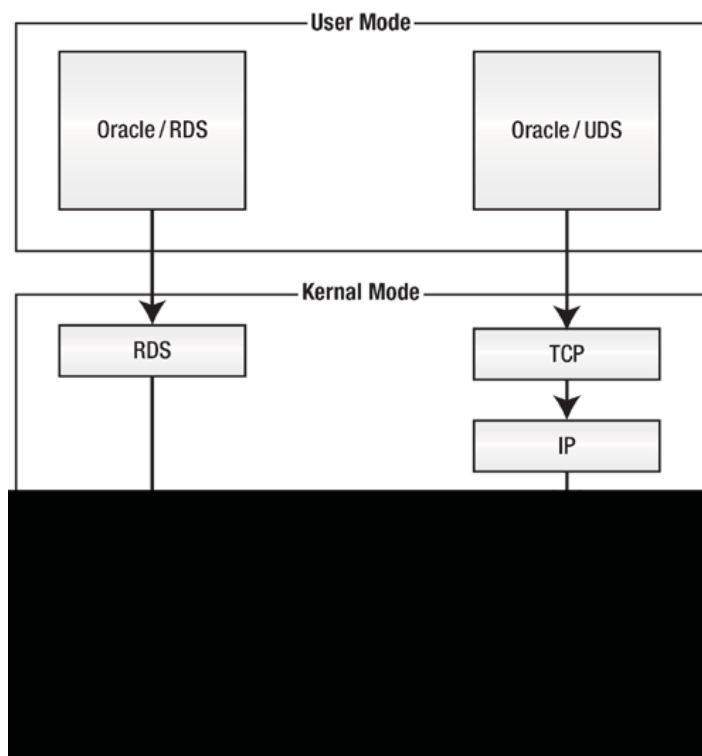 User Mode
Oracle / RDS
Oracle / UDS
Kernal Mode
RDS
TCP
IP